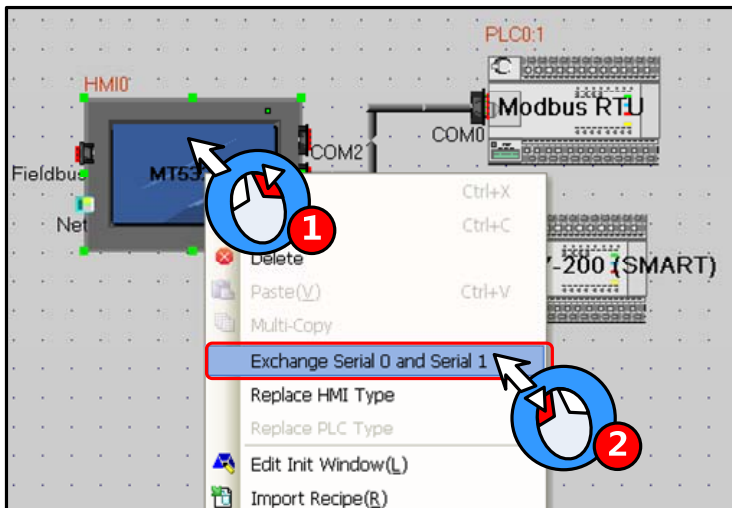 PLC0:1
HMI0
Modbus RTU
COM0
COM2
Fieldbus
MT53
Net
Ctrl+X
1
Ctrl+C
Delete
-200 (SMART)
Paste(V)
Ctrl+V
Multi-Copy
Exchange Serial 0 and Serial 1
Replace HMI Type
Replace PLC Type
2
Edit Init Window(L)
Import Recipe(R)